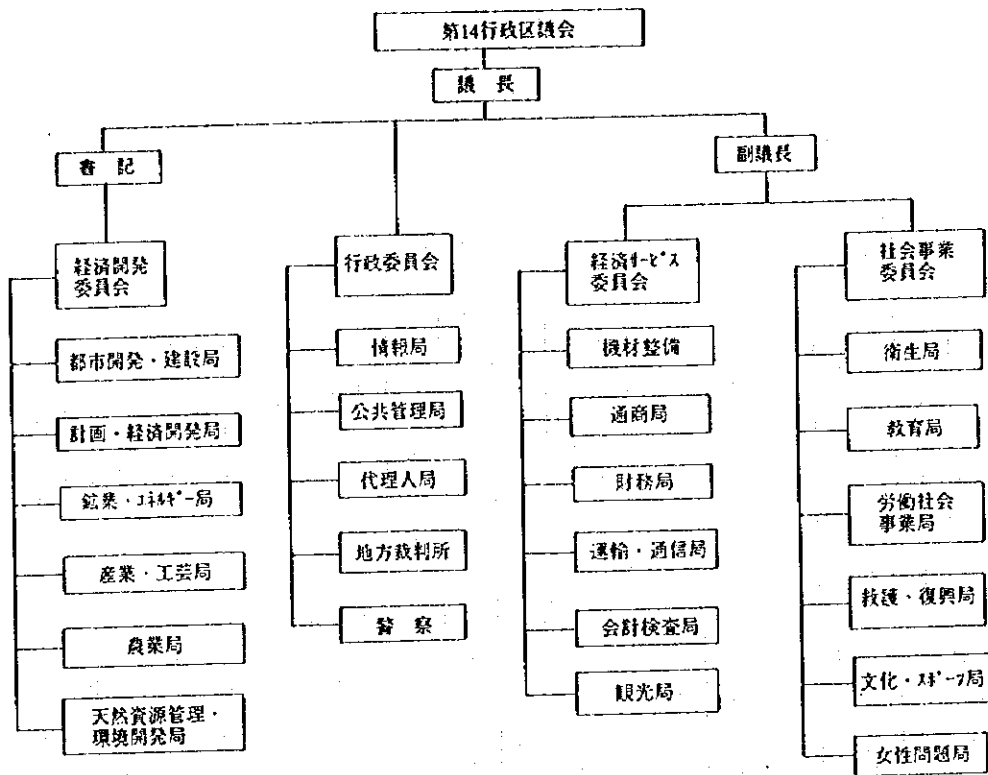 第14行政区議会
議 長
書 記
副議長
経済開発
委員会
行政委員会
経済ｻｰﾋﾞｽ
委員会
社会事業
委員会
都市開発・建設局
計画・経済開発局
鉱業・ｴﾈﾙｷﾞｰ局
産業・工芸局
農業局
天然資源管理・
環境開発局
情報局
公共管理局
代理人局
地方裁判所
警 察
機材整備
通商局
財務局
運輸・通信局
会計検査局
観光局
衛生局
教育局
労働社会
事業局
救護・復興局
文化・ｽﾎﾟｰﾂ局
女性問題局